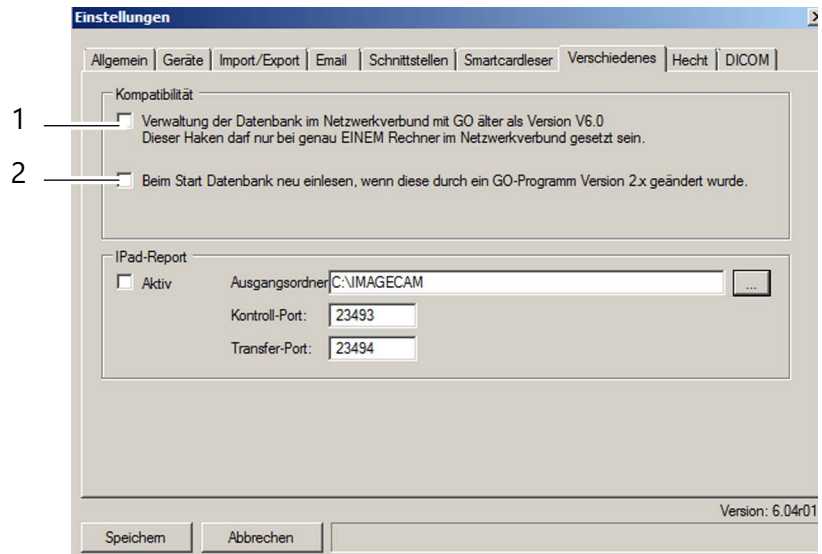 Einstellungen
Allgemein Geräte Import/Export Email Schnittstellen Smartcardleser Verschiedenes Hecht DICOM
Kompatibilität
1
Verwaltung der Datenbank im Netzwerkverbund mit GO älter als Version V6.0
Dieser Haken darf nur bei genau EINEM Rechner im Netzwerkverbund gesetzt sein.
2
Beim Start Datenbank neu einlesen, wenn diese durch ein GO-Programm Version 2.x geändert wurde.
IPad-Report
Aktiv Ausgangsordner C:\IMAGECAM ...
Kontroll-Port: 23493
Transfer-Port: 23494
Version: 6.04r01
Speichern Abbrechen